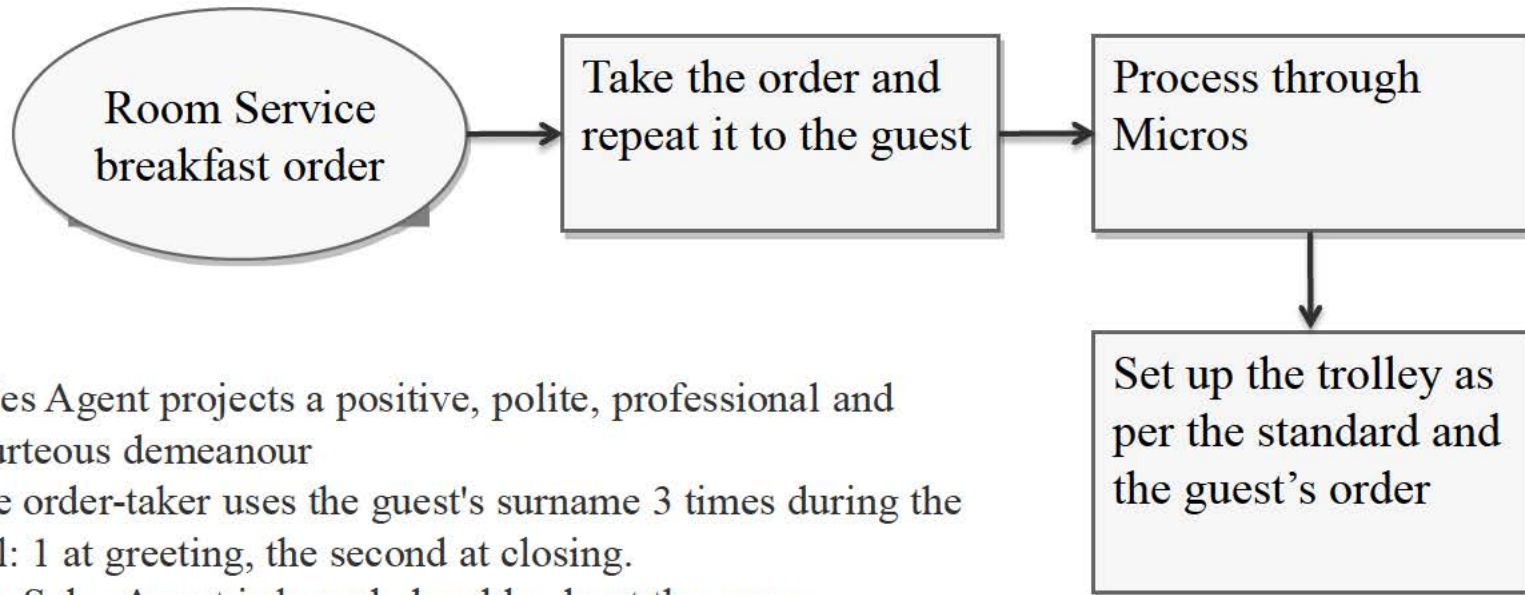 Room Service
breakfast order
Take the order and
repeat it to the guest
Process through
Micros
Set up the trolley as
per the standard and
the guest’s order
Agent projects a positive, polite, professional and
demeanour
order-taker uses the guest's surname 3 times during the
1 at greeting, the second at closing.